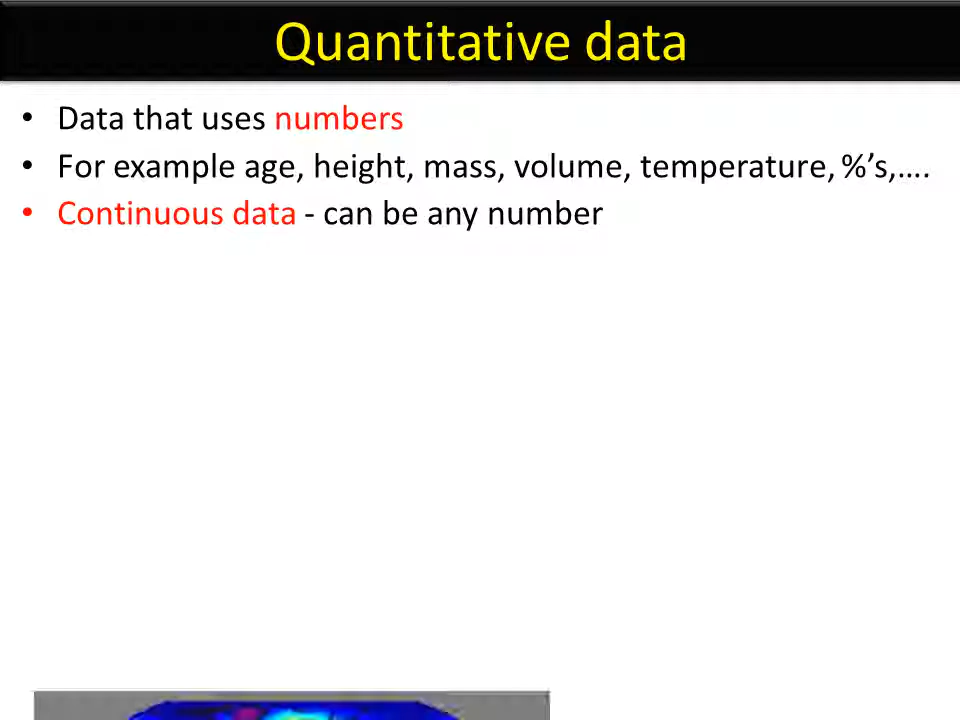 Quantitative data
• Data that uses numbers
• For example age, height, mass, volume, temperature, %’s,….
• Continuous data - can be any number